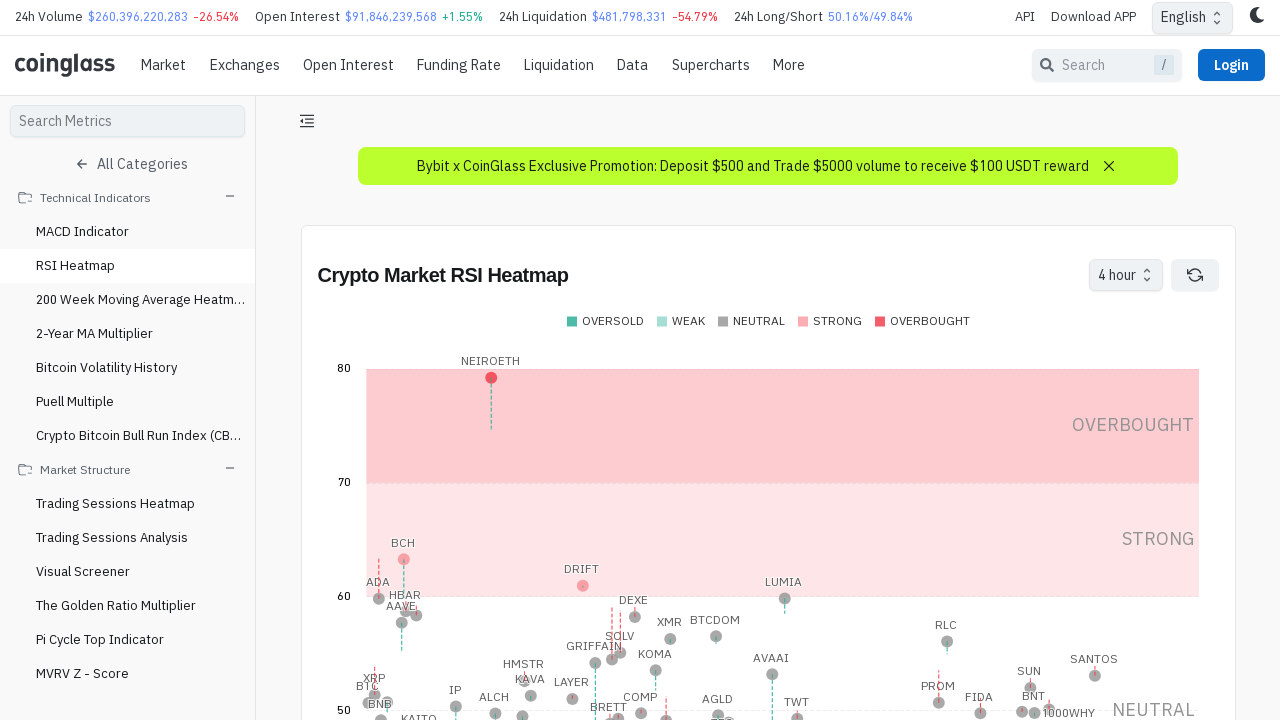 24h Volume $260,396,220,283 -26.54% Open Interest $91,846,239,568 +1.55% 24h Liquidation $481,798,331 -54.79% 24h Long/Short 50.16%/49.84% API Download APP English
coinglass Market Exchanges Open Interest Funding Rate Liquidation Data Supercharts More Search / Login
Search Metrics
All Categories
Technical Indicators
MACD Indicator
RSI Heatmap
200 Week Moving Average Heatm...
2-Year MA Multiplier
Bitcoin Volatility History
Puell Multiple
Crypto Bitcoin Bull Run Index (CB...
Market Structure
Trading Sessions Heatmap
Trading Sessions Analysis
Visual Screener
The Golden Ratio Multiplier
Pi Cycle Top Indicator
MVRV Z - Score
Bybit x CoinGlass Exclusive Promotion: Deposit $500 and Trade $5000 volume to receive $100 USDT reward
Crypto Market RSI Heatmap 4 hour
OVERSOLD WEAK NEUTRAL STRONG OVERBOUGHT
NEIROETH
80
OVERBOUGHT
70
STRONG
BCH
DRIFT
ADA LUMIA
60
HBAR
DEXE
AAVE
BTCDOM
XMR
RLC
SOLV
GRIFFAIN
KOMA
AVAAI
SANTOS
HMSTR
SUN
XRP KAVA
LAYER
BTC PROM
IP
ALCH COMP FIDA BNT
AGLD
TWT
BNB
BRETT
50 NEUTRAL
1000WHY
KAITO